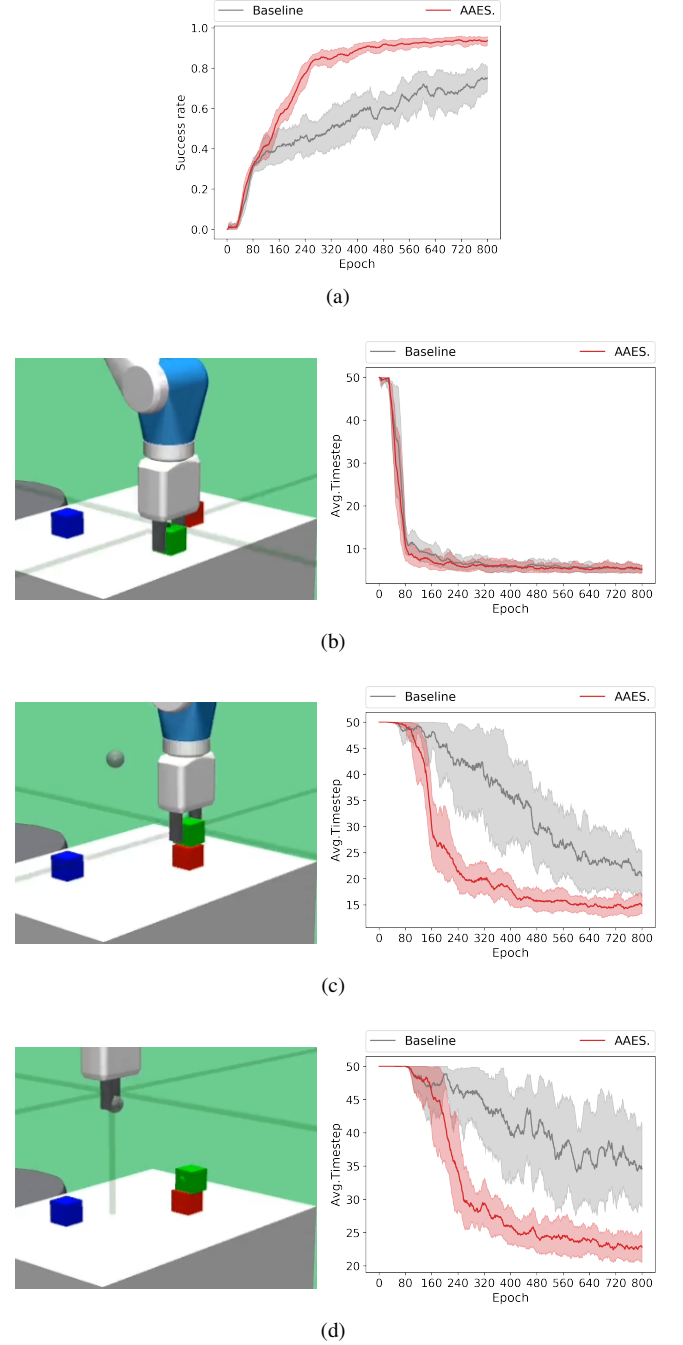 Baseline AAES.
1.0
0.8
0.6
0.4
0.2
0.0
Success rate
0 80 160 240 320 400 480 560 640 720 800
Epoch
(a)
Baseline AAES.
50
40
30
20
10
Avg.Timestep
0 80 160 240 320 400 480 560 640 720 800
Epoch
(b)
Baseline AAES.
50
45
40
35
30
25
20
15
Avg.Timestep
0 80 160 240 320 400 480 560 640 720 800
Epoch
(c)
Baseline AAES.
50
45
40
35
30
25
20
Avg.Timestep
0 80 160 240 320 400 480 560 640 720 800
Epoch
(d)